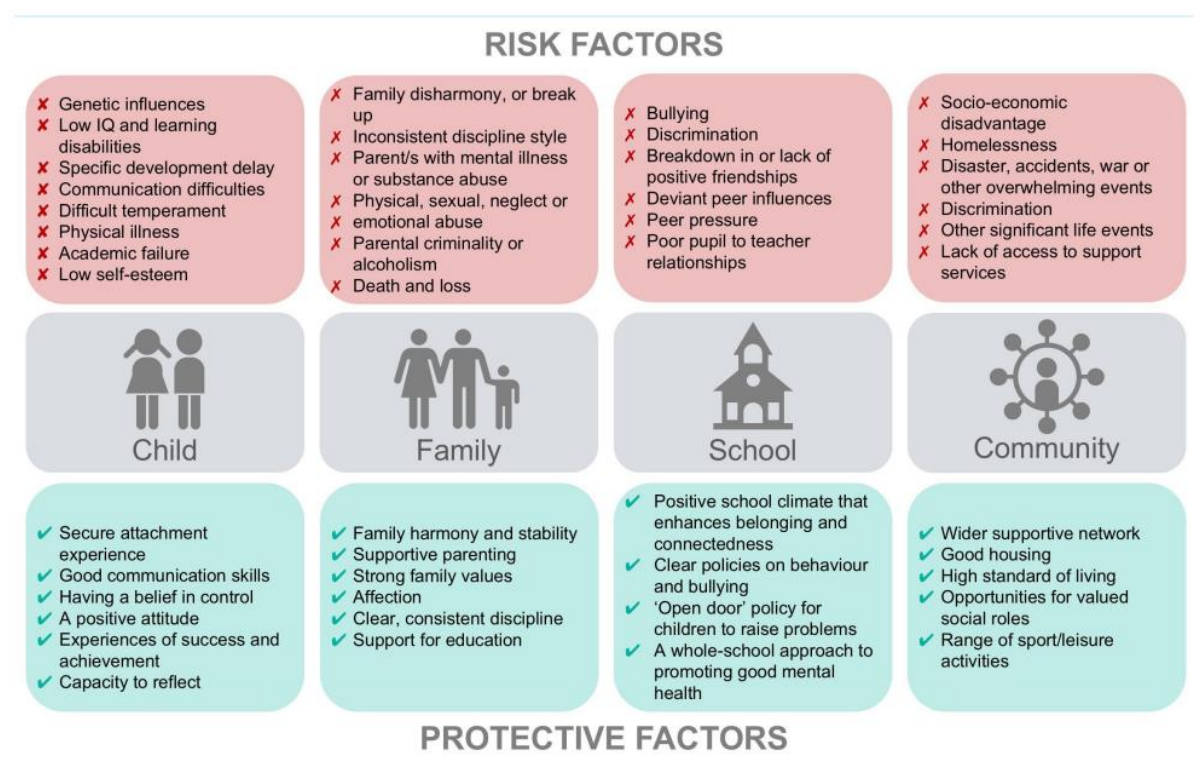 RISK FACTORS
✘ Genetic influences
✘ Low IQ and learning
disabilities
✘ Specific development delay
✘ Communication difficulties
✘ Difficult temperament
✘ Physical illness
✘ Academic failure
✘ Low self-esteem
✗ Family disharmony, or break
up
✗ Inconsistent discipline style
✗ Parent/s with mental illness
or substance abuse
✗ Physical, sexual, neglect or
✗ emotional abuse
✗ Parental criminality or
alcoholism
✗ Death and loss
✗ Bullying
✗ Discrimination
✗ Breakdown in or lack of
positive friendships
✗ Deviant peer influences
✗ Peer pressure
✗ Poor pupil to teacher
relationships
✗ Socio-economic
disadvantage
✗ Homelessness
✗ Disaster, accidents, war or
other overwhelming events
✗ Discrimination
✗ Other significant life events
✗ Lack of access to support
services
Child
Family
School
Community
✔ Secure attachment
experience
✔ Good communication skills
✔ Having a belief in control
✔ A positive attitude
✔ Experiences of success and
achievement
✔ Capacity to reflect
✔ Family harmony and stability
✔ Supportive parenting
✔ Strong family values
✔ Affection
✔ Clear, consistent discipline
✔ Support for education
✔ Positive school climate that
enhances belonging and
connectedness
✔ Clear policies on behaviour
and bullying
✔ ‘Open door’ policy for
children to raise problems
✔ A whole-school approach to
promoting good mental
health
✔ Wider supportive network
✔ Good housing
✔ High standard of living
✔ Opportunities for valued
social roles
✔ Range of sport/leisure
activities
PROTECTIVE FACTORS